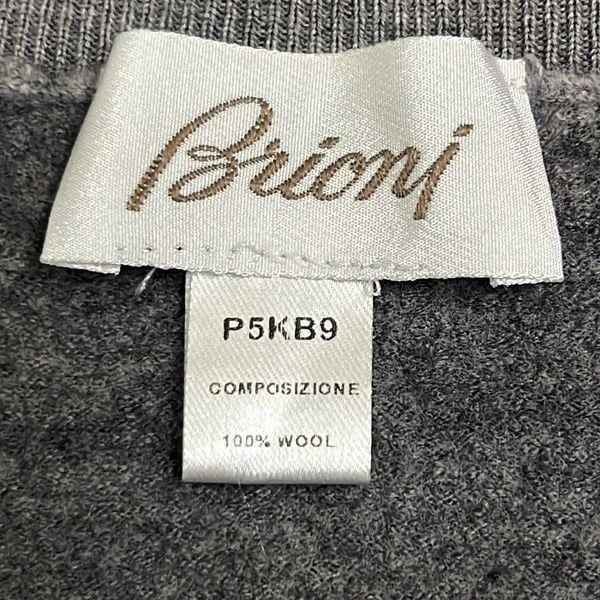 Brioni
P5KB9
COMPOSIZIONE
100% WOOL